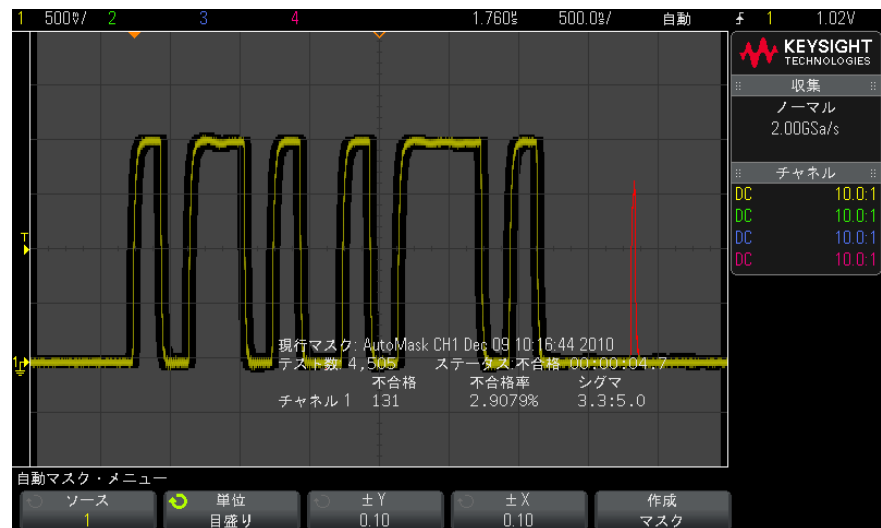 1 500▽/ 2 3 4 1.760s 500.0s/ 自動 1 1.02V
KEYSIGHT
TECHNOLOGIES
収集
ノーマル
2.00GSa/s
チャネル
DC 10.0:1
DC 10.0:1
DC 10.0:1
DC 10.0:1
T
1
現行マスク: AutoMask CH1 Dec 09 10:16:44 2010
テスト数: 4,505 ステータス:不合格 00:00:04.7
不合格 不合格率 シグマ
チャネル 1 131 2.9079% 3.3:5.0
自動マスク・メニュー
ソース 単位 ±Y ±X 作成
1 目盛り 0.10 0.10 マスク